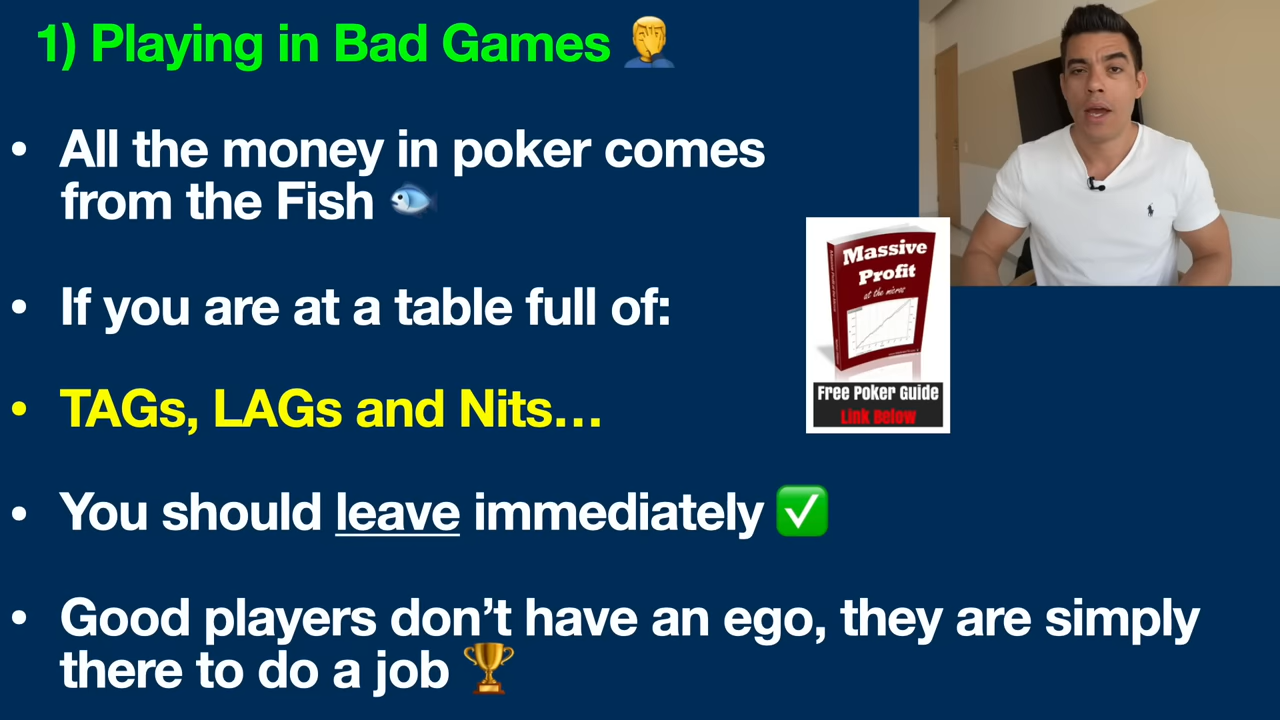 1) Playing in Bad Games 🤦‍♂️
• All the money in poker comes
from the Fish 🐟
• If you are at a table full of:
• TAGs, LAGs and Nits…
• You should leave immediately ✅
• Good players don’t have an ego, they are simply
there to do a job 🏆
Massive
Profit
at the micros
Free Poker Guide
Link Below